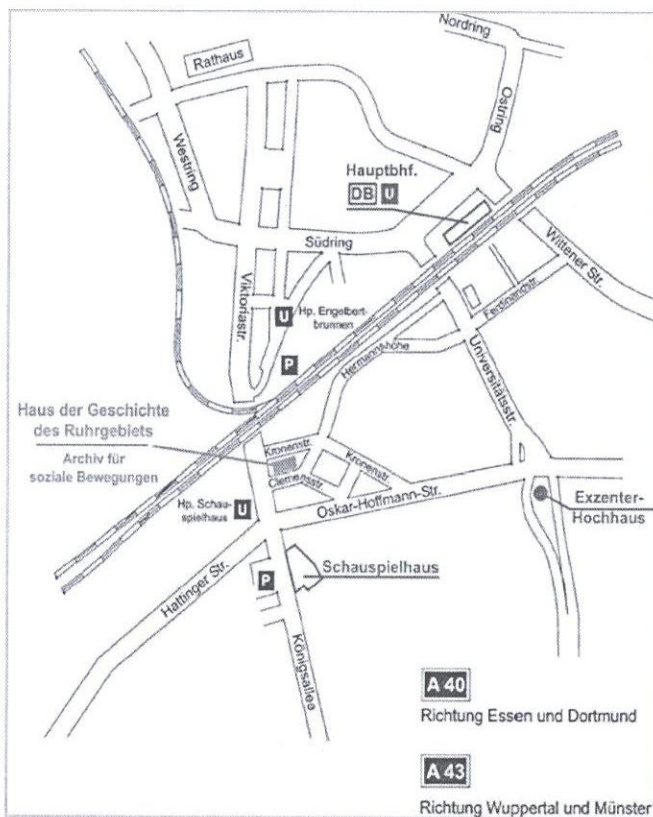 Nordring
Rathaus
Ostring
Westring
Hauptbhf.
DB U
Südring
Wittener Str.
Viktoriastr.
Ferdinandstr.
U
Hp. Engelbert-
brunnen
P
Hermannshöhe
Universitätsstr.
Haus der Geschichte
des Ruhrgebiets
Archiv für
soziale Bewegungen
Kronenstr.
Kronenstr.
Clemensstr.
Hp. Schau-
spielhaus
U
Oskar-Hoffmann-Str.
Exzenter-
Hochhaus
Hattinger Str.
P
Schauspielhaus
Königsallee
A 40
Richtung Essen und Dortmund
A 43
Richtung Wuppertal und Münster